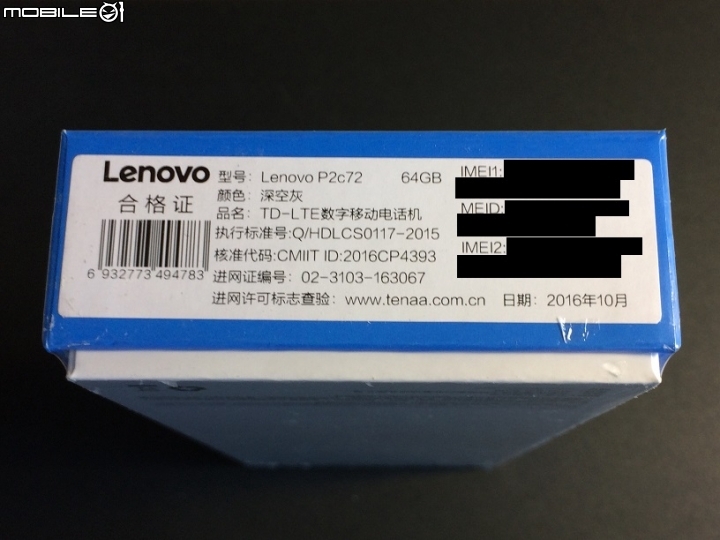 MOBILE01
Lenovo
合格证
6 932773 494783
型号: Lenovo P2c72 64GB
颜色: 深空灰
品名: TD-LTE数字移动电话机
执行标准号:Q/HDLCS0117-2015
核准代码:CMIIT ID:2016CP4393
进网证编号: 02-3103-163067
进网许可标志查验: www.tenaa.com.cn 日期: 2016年10月
IMEI1:
MEID:
IMEI2: